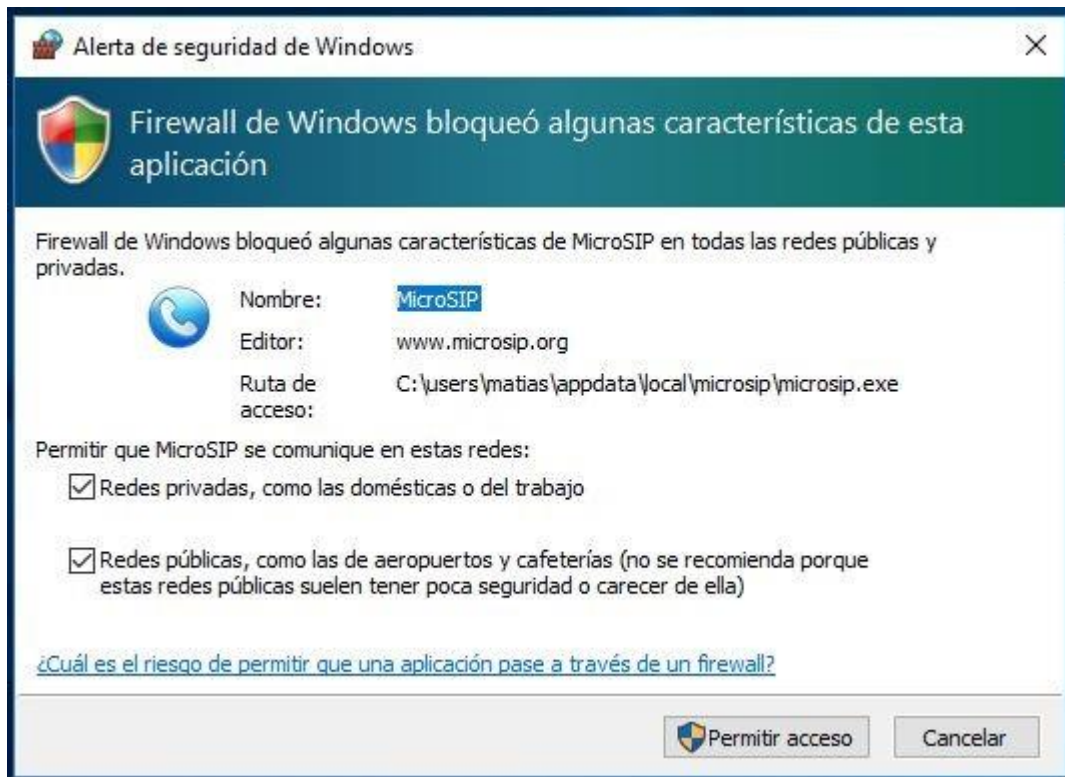 Alerta de seguridad de Windows
Firewall de Windows bloqueó algunas características de esta
aplicación
Firewall de Windows bloqueó algunas características de MicroSIP en todas las redes públicas y
privadas.
Nombre: MicroSIP
Editor: www.microsip.org
Ruta de C:\users\matias\appdata\local\microsip\microsip.exe
acceso:
Permitir que MicroSIP se comunique en estas redes:
Redes privadas, como las domésticas o del trabajo
Redes públicas, como las de aeropuertos y cafeterías (no se recomienda porque
estas redes públicas suelen tener poca seguridad o carecer de ella)
¿Cuál es el riesgo de permitir que una aplicación pase a través de un firewall?
Permitir acceso Cancelar